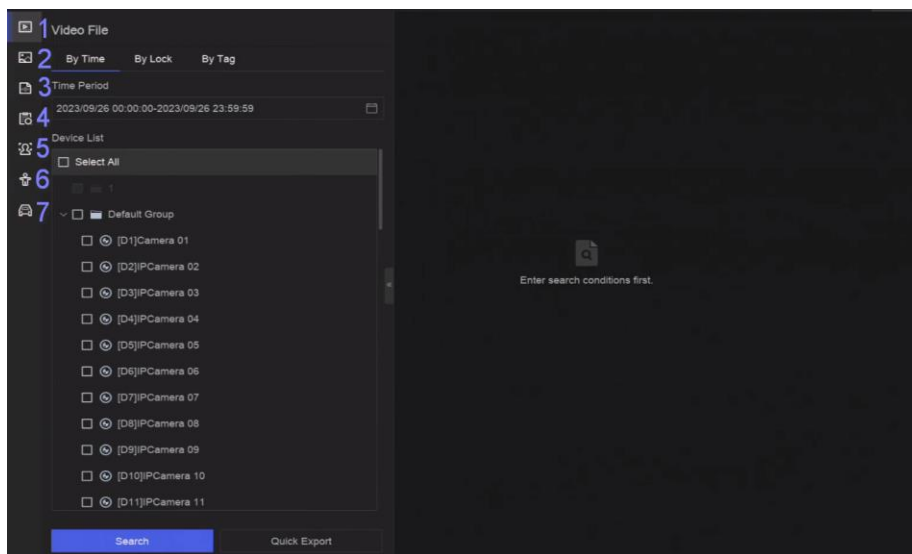 1 Video File
2 By Time By Lock By Tag
3 Time Period
4 2023/09/26 00:00:00-2023/09/26 23:59:59
5 Device List
Select All
6 1
7 Default Group
[D1]Camera 01
[D2]IPCamera 02
[D3]IPCamera 03
[D4]IPCamera 04
[D5]IPCamera 05
[D6]IPCamera 06
[D7]IPCamera 07
[D8]IPCamera 08
[D9]IPCamera 09
[D10]IPCamera 10
[D11]IPCamera 11
Enter search conditions first.
Search Quick Export